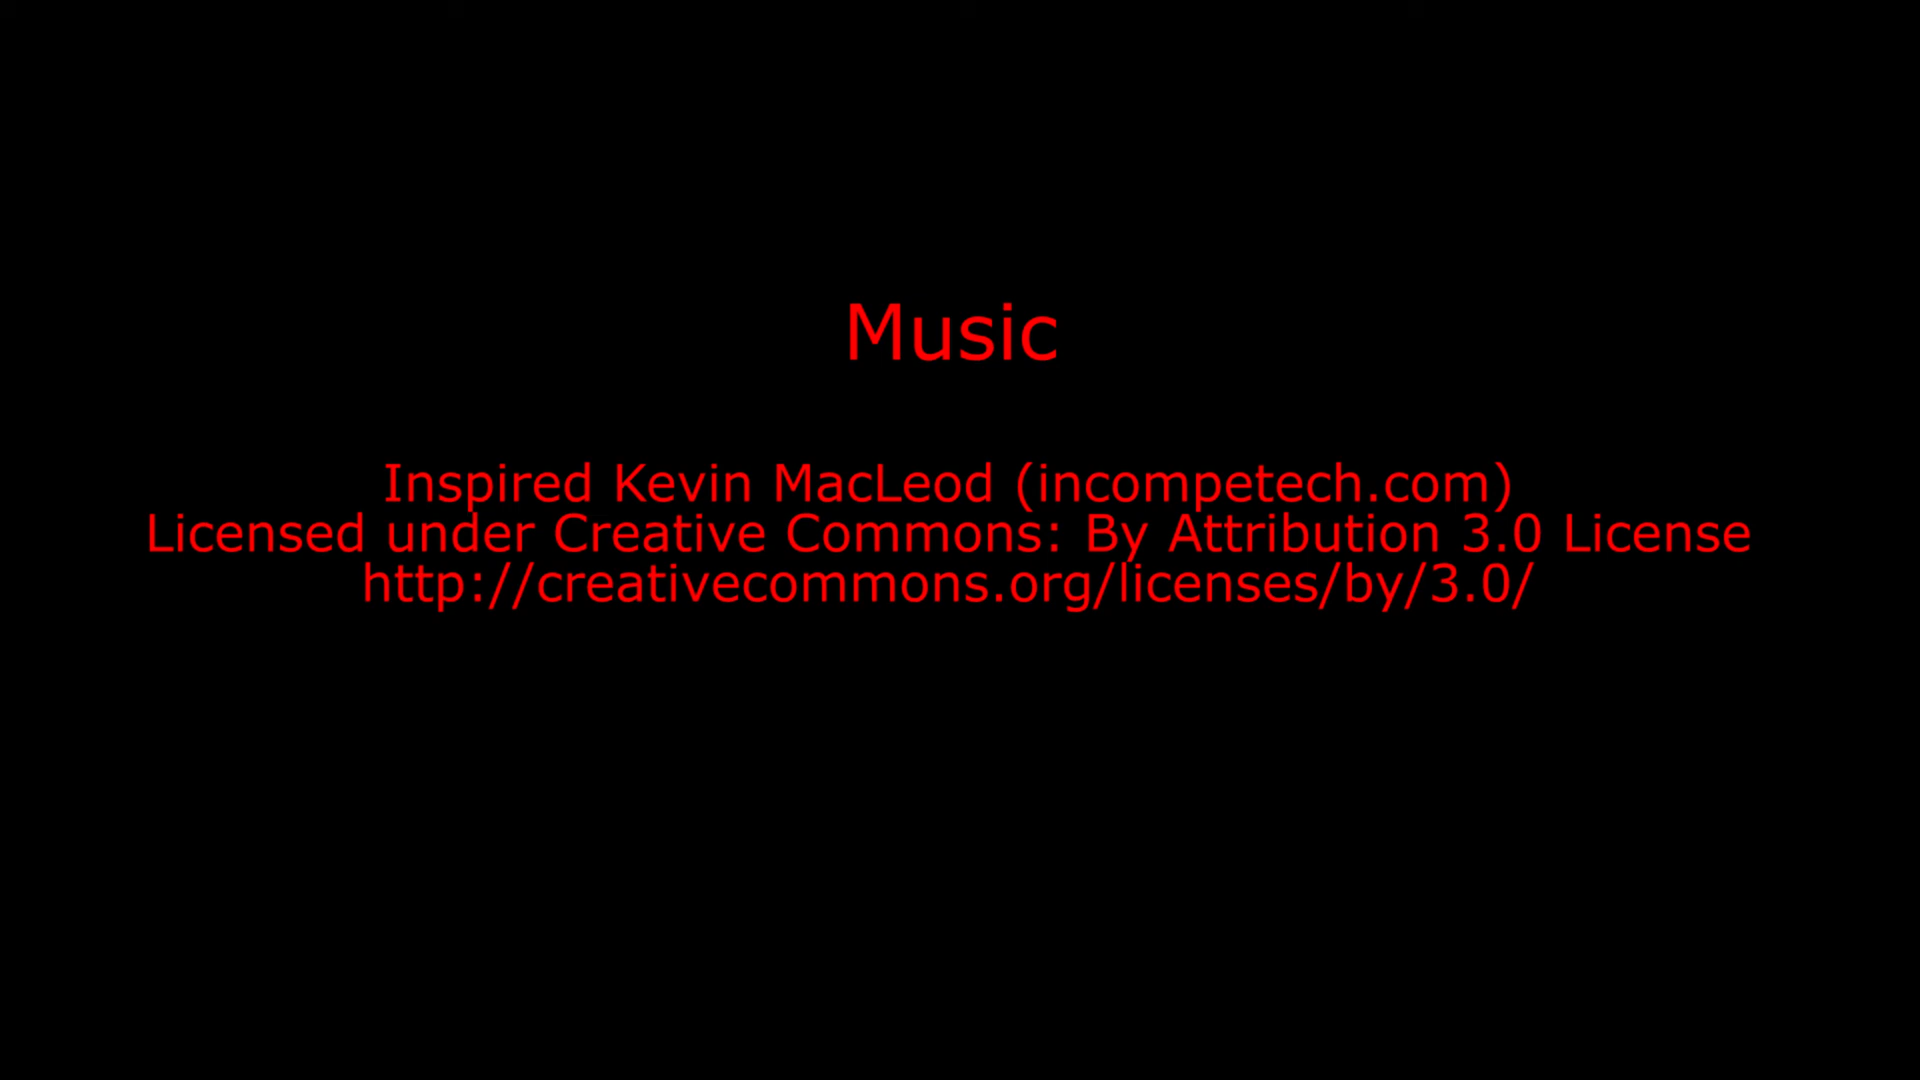 Music
Inspired Kevin MacLeod (incompetech.com)
Licensed under Creative Commons: By Attribution 3.0 License
http://creativecommons.org/licenses/by/3.0/